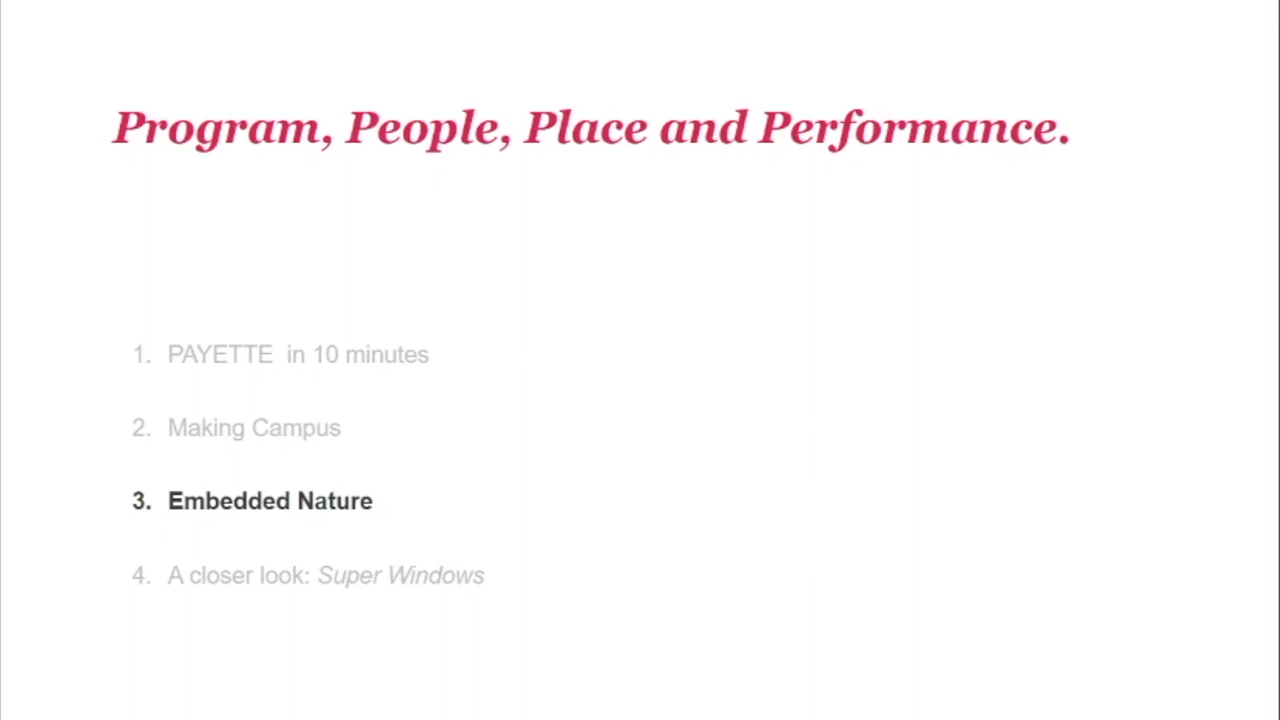 Program, People, Place and Performance.
1. PAYETTE in 10 minutes
2. Making Campus
3. Embedded Nature
4. A closer look: Super Windows